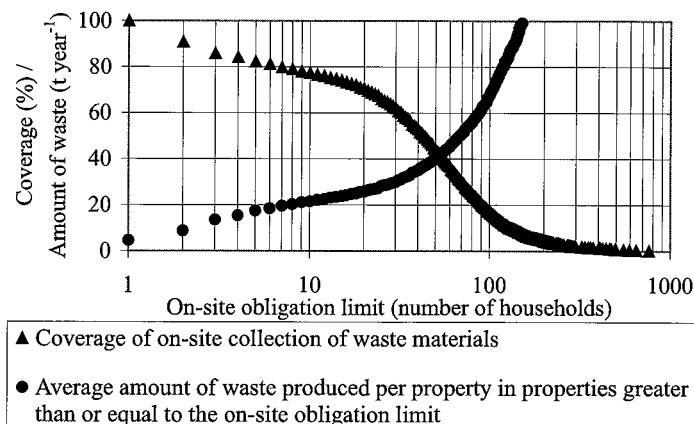 Coverage (%) /
Amount of waste (t year⁻¹)
100
80
60
40
20
0
1
10
100
1000
On-site obligation limit (number of households)
▲ Coverage of on-site collection of waste materials
● Average amount of waste produced per property in properties greater
than or equal to the on-site obligation limit